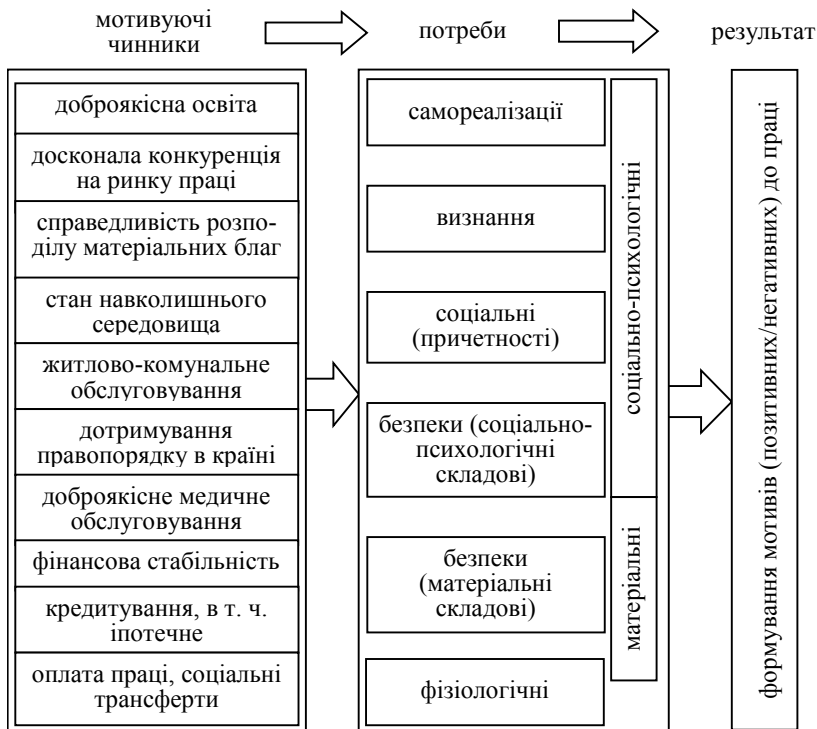 мотивуючі
чинники
потреби
результат
доброякісна освіта
досконала конкуренція
на ринку праці
справедливість розпо-
ділу матеріальних благ
стан навколишнього
середовища
житлово-комунальне
обслуговування
дотримування
правопорядку в країні
доброякісне медичне
обслуговування
фінансова стабільність
кредитування, в т. ч.
іпотечне
оплата праці, соціальні
трансферти
самореалізації
визнання
соціальні
(причетності)
безпеки (соціально-
психологічні
складові)
безпеки
(матеріальні
складові)
фізіологічні
соціально-психологічні
матеріальні
формування мотивів (позитивних/негативних) до праці